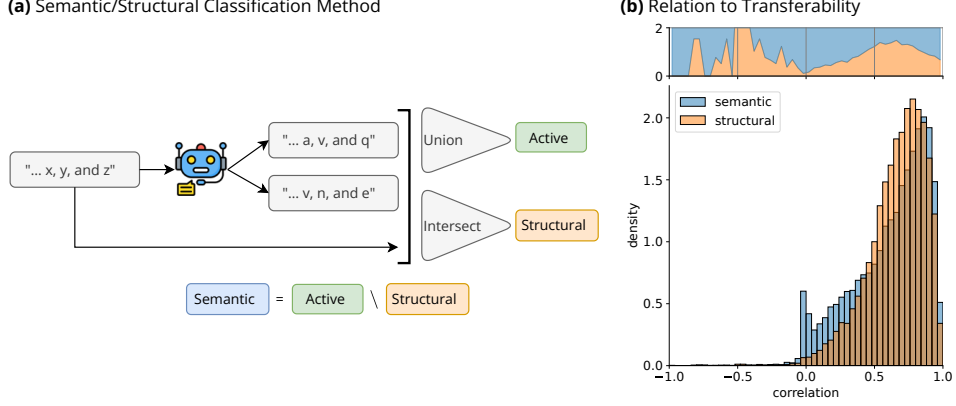 (a) Semantic/Structural Classification Method
"... x, y, and z"
"... a, v, and q"
"... v, n, and e"
Union
Active
Intersect
Structural
Semantic = Active \ Structural
(b) Relation to Transferability
2
0
semantic
structural
density
2.0
1.5
1.0
0.5
0.0
−1.0 −0.5 0.0 0.5 1.0
correlation